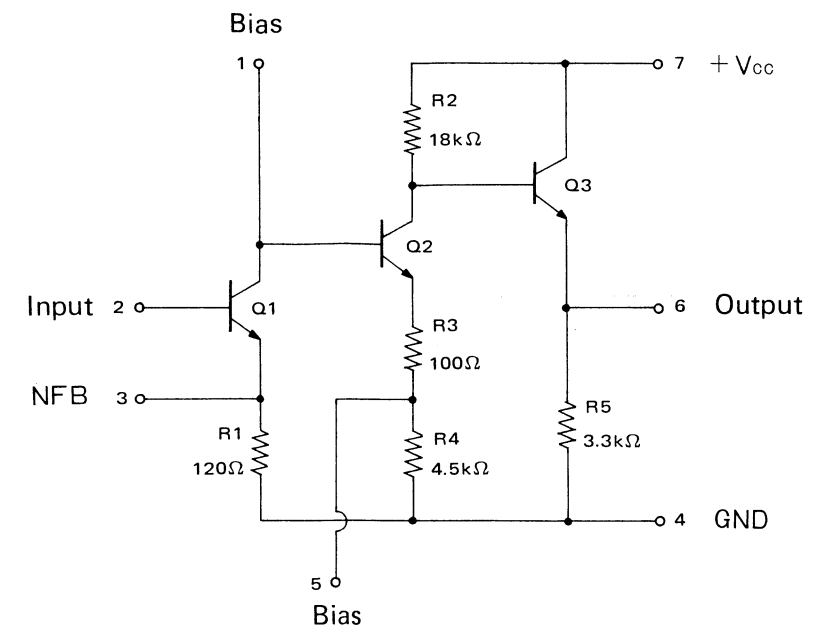 Bias
1
7 +Vcc
R2
18kΩ
Q3
Q2
Input 2
Q1
6 Output
R3
100Ω
NFB 3
R1
120Ω
R4
4.5kΩ
R5
3.3kΩ
4 GND
5
Bias